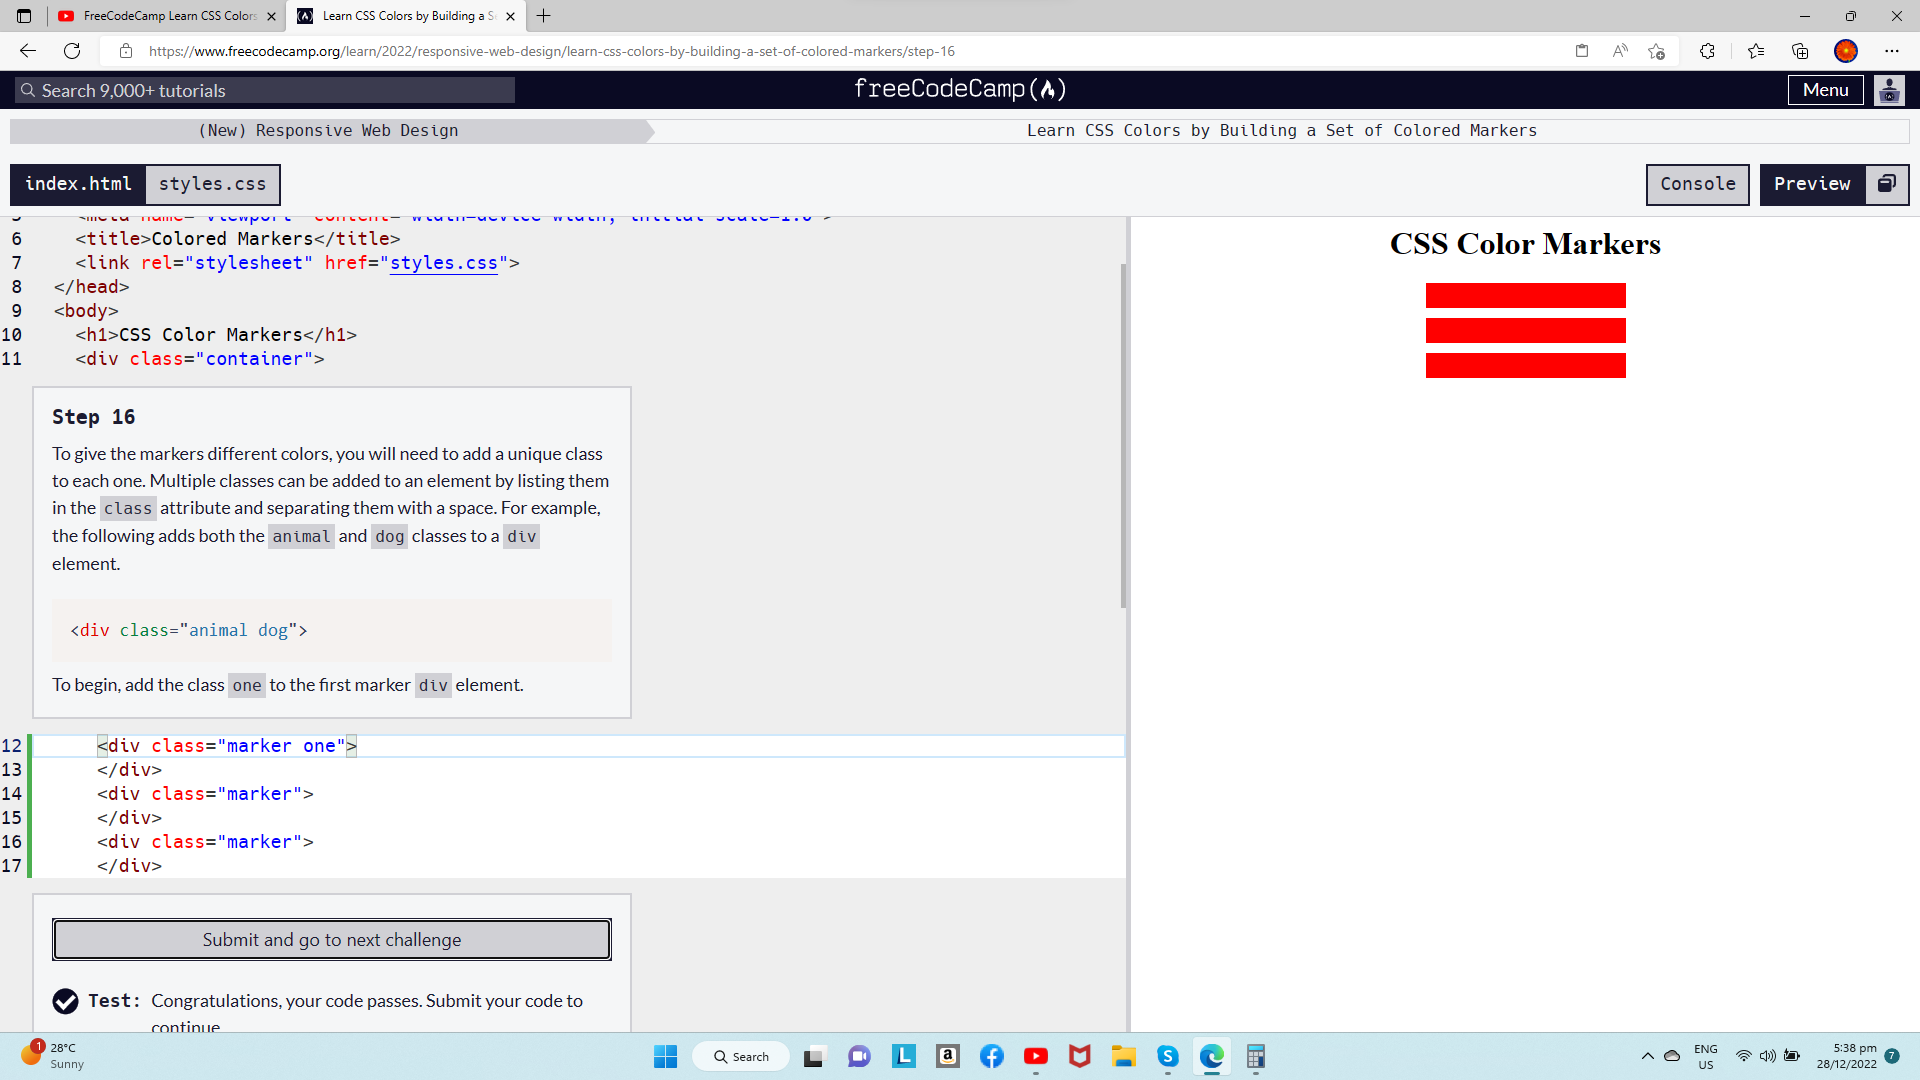 FreeCodeCamp Learn CSS Colors
Learn CSS Colors by Building a Se
https://www.freecodecamp.org/learn/2022/responsive-web-design/learn-css-colors-by-building-a-set-of-colored-markers/step-16
Search 9,000+ tutorials
freeCodeCamp
Menu
(New) Responsive Web Design
Learn CSS Colors by Building a Set of Colored Markers
index.html
styles.css
Console
Preview
6 <title>Colored Markers</title>
7 <link rel="stylesheet" href="styles.css">
8 </head>
9 <body>
10 <h1>CSS Color Markers</h1>
11 <div class="container">
Step 16
To give the markers different colors, you will need to add a unique class
to each one. Multiple classes can be added to an element by listing them
in the class attribute and separating them with a space. For example,
the following adds both the animal and dog classes to a div
element.
<div class="animal dog">
To begin, add the class one to the first marker div element.
12 <div class="marker one">
13 </div>
14 <div class="marker">
15 </div>
16 <div class="marker">
17 </div>
Submit and go to next challenge
Test: Congratulations, your code passes. Submit your code to
continue
CSS Color Markers
1
28°C
Sunny
Search
L
a
S
ENG
US
5:38 pm
28/12/2022
7